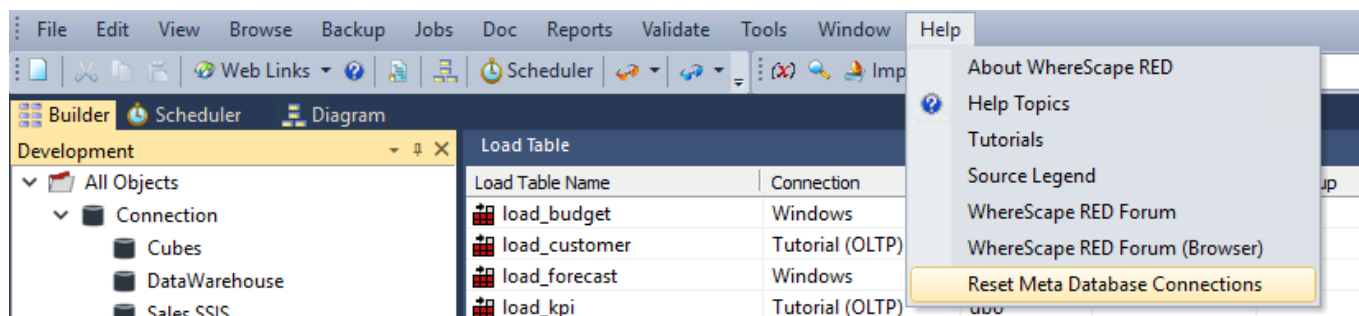 File Edit View Browse Backup Jobs Doc Reports Validate Tools Window Help
Web Links Scheduler (x) Imp
Builder Scheduler Diagram
Development
All Objects
Connection
Cubes
DataWarehouse
Sales SSIS
Load Table
Load Table Name Connection up
load_budget Windows
load_customer Tutorial (OLTP)
load_forecast Windows
load_kpi Tutorial (OLTP) dbo
About WhereScape RED
Help Topics
Tutorials
Source Legend
WhereScape RED Forum
WhereScape RED Forum (Browser)
Reset Meta Database Connections